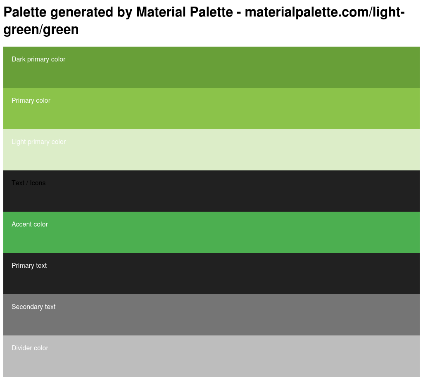 Palette generated by Material Palette - materialpalette.com/light-
green/green
Dark primary color
Primary color
Light primary color
Text / Icons
Accent color
Primary text
Secondary text
Divider color